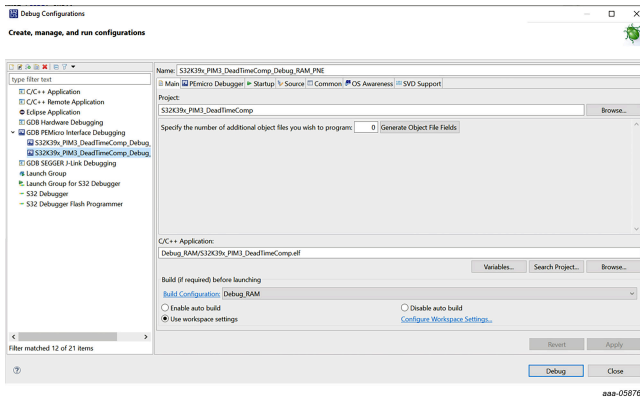 Debug Configurations
Create, manage, and run configurations
type filter text
C/C++ Application
C/C++ Remote Application
Eclipse Application
GDB Hardware Debugging
GDB PEMicro Interface Debugging
S32K39x_PIM3_DeadTimeComp_Debug_
S32K39x_PIM3_DeadTimeComp_Debug_
GDB SEGGER J-Link Debugging
Launch Group
Launch Group for S32 Debugger
S32 Debugger
S32 Debugger Flash Programmer
Filter matched 12 of 21 items
Name: S32K39x_PIM3_DeadTimeComp_Debug_RAM_PNE
Main PEmicro Debugger Startup Source Common OS Awareness SVD Support
Project:
S32K39x_PIM3_DeadTimeComp Browse...
Specify the number of additional object files you wish to program: 0 Generate Object File Fields
C/C++ Application:
Debug_RAM/S32K39x_PIM3_DeadTimeComp.elf
Variables... Search Project... Browse...
Build (if required) before launching
Build Configuration: Debug_RAM
Enable auto build Disable auto build
Use workspace settings Configure Workspace Settings...
Revert Apply
Debug Close
aaa-05876